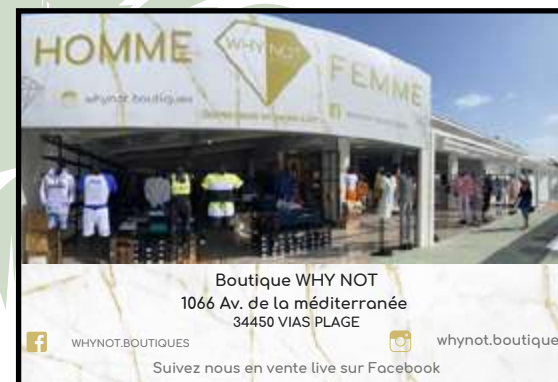 HOMME
WHY NOT
FEMME
whynot.boutiques
Boutique WHY NOT
1066 Av. de la méditerranée
34450 VIAS PLAGE
WHYNOT.BOUTIQUES
whynot.boutique
Suivez nous en vente live sur Facebook